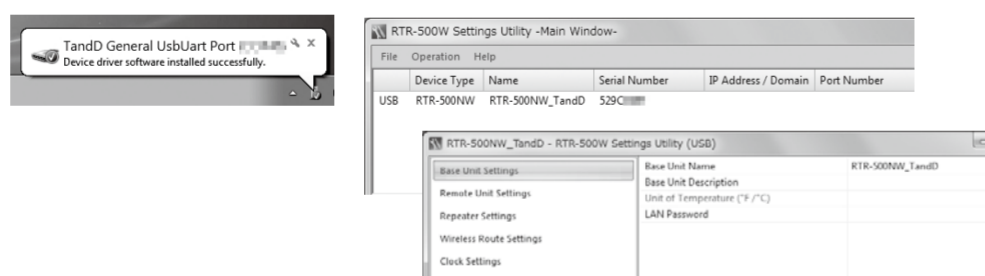 TandD General UsbUart Port
Device driver software installed successfully.
RTR-500W Settings Utility -Main Window-
File Operation Help
Device Type Name Serial Number IP Address / Domain Port Number
USB RTR-500NW RTR-500NW_TandD 529C
RTR-500NW_TandD - RTR-500W Settings Utility (USB)
Base Unit Settings
Remote Unit Settings
Repeater Settings
Wireless Route Settings
Clock Settings
Base Unit Name RTR-500NW_TandD
Base Unit Description
Unit of Temperature (°F /°C)
LAN Password